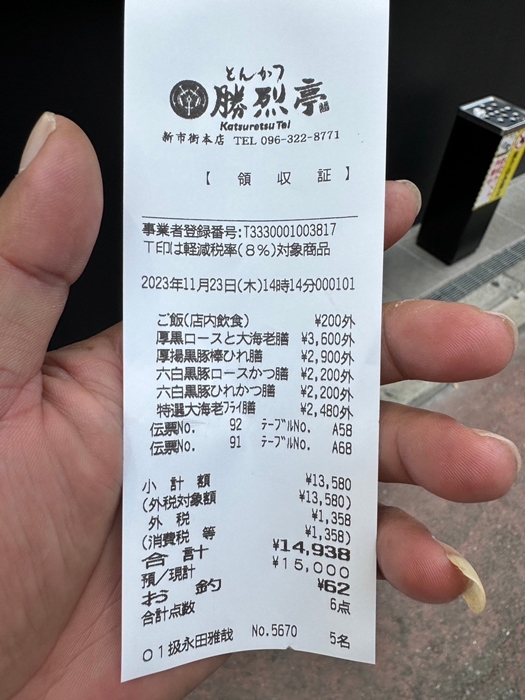 とんかつ
勝烈亭
Katsuretsu Tei
新市街本店 TEL 096-322-8771
【 領 収 証 】
事業者登録番号:T3330001003817
T印は軽減税率(8%)対象商品
2023年11月23日(木)14時14分000101
ご飯(店内飲食) ¥200外
厚黒ロースと大海老膳 ¥3,600外
厚揚黒豚棒ひれ膳 ¥2,900外
六白黒豚ロースかつ膳 ¥2,200外
六白黒豚ひれかつ膳 ¥2,200外
特選大海老フライ膳 ¥2,480外
伝票No. 92 テーブルNo. A58
伝票No. 91 テーブルNo. A68
小 計 額 ¥13,580
(外税対象額 ¥13,580)
外 税 ¥1,358
(消費税 等 ¥1,358)
合 計 ¥14,938
預/現計 ¥15,000
お 釣 ¥62
合計点数 6点
01扱永田雅哉 No.5670 5名